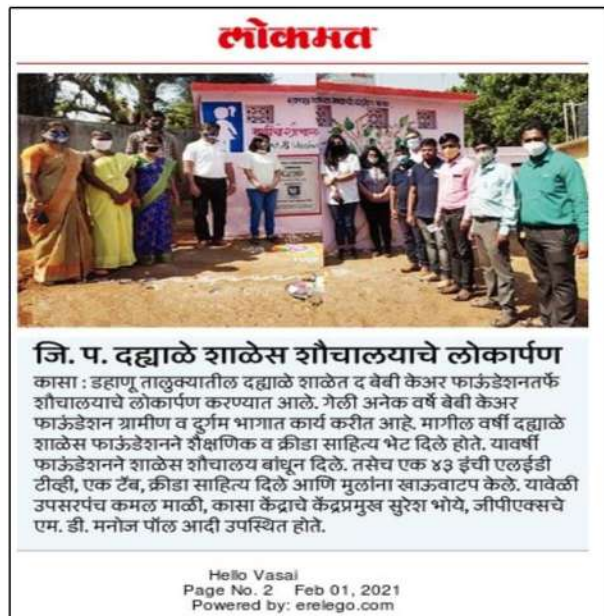 लोकमत
जि. प. दह्याळे शाळेस शौचालयाचे लोकार्पण
कासा : डहाणू तालुक्यातील दह्याळे शाळेत द बेबी केअर फाऊंडेशनतर्फे
शौचालयाचे लोकार्पण करण्यात आले. गेली अनेक वर्षे बेबी केअर
फाऊंडेशन ग्रामीण व दुर्गम भागात कार्य करीत आहे. मागील वर्षी दह्याळे
शाळेस फाऊंडेशनने शैक्षणिक व क्रीडा साहित्य भेट दिले होते. यावर्षी
फाऊंडेशनने शाळेस शौचालय बांधून दिले. तसेच एक ४३ इंची एलईडी
टीव्ही, एक टॅब, क्रीडा साहित्य दिले आणि मुलांना खाऊवाटप केले. यावेळी
उपसरपंच कमल माळी, कासा केंद्राचे केंद्रप्रमुख सुरेश भोये, जीपीएक्सचे
एम. डी. मनोज पॉल आदी उपस्थित होते.
Hello Vasai
Page No. 2 Feb 01, 2021
Powered by: erelego.com